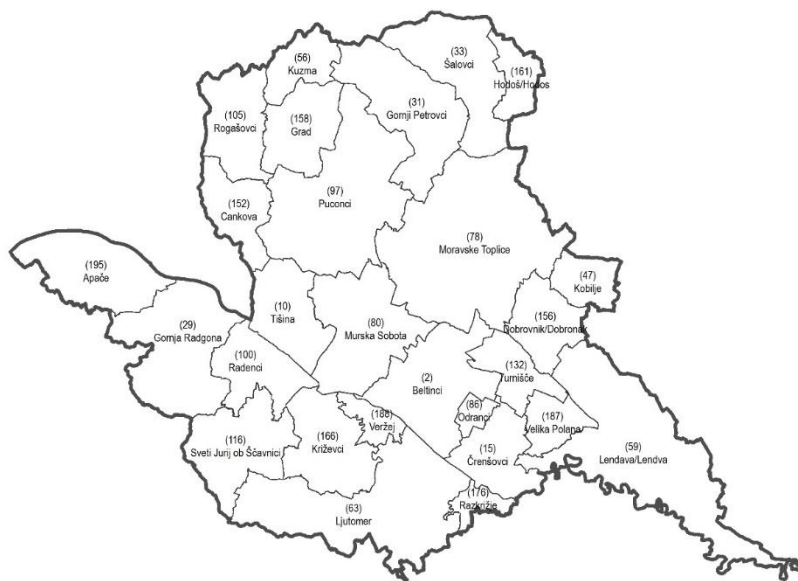 (33)
Šalovci
(56)
Kuzma
(161)
Hodoš/Hodos
(31)
Gornji Petrovci
(105)
Rogašovci
(158)
Grad
(97)
Puconci
(152)
Cankova
(78)
Moravske Toplice
(195)
Apače
(47)
Kobilje
(10)
Tišina
(156)
Dobrovnik/Dobronak
(29)
Gornja Radgona
(80)
Murska Sobota
(100)
Radenci
(132)
Turnišče
(2)
Beltinci
(86)
Odranci
(187)
Velika Polana
(188)
Veržej
(166)
Križevci
(116)
Sveti Jurij ob Ščavnici
(15)
Črenšovci
(59)
Lendava/Lendva
(176)
Razkrižje
(63)
Ljutomer